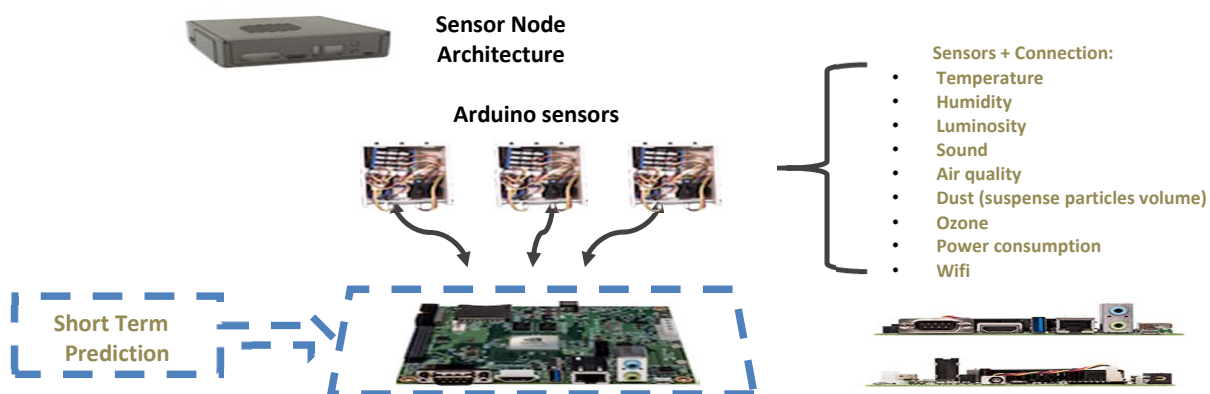 Sensor Node
Architecture
Arduino sensors
Sensors + Connection:
• Temperature
• Humidity
• Luminosity
• Sound
• Air quality
• Dust (suspense particles volume)
• Ozone
• Power consumption
• Wifi
Short Term
Prediction